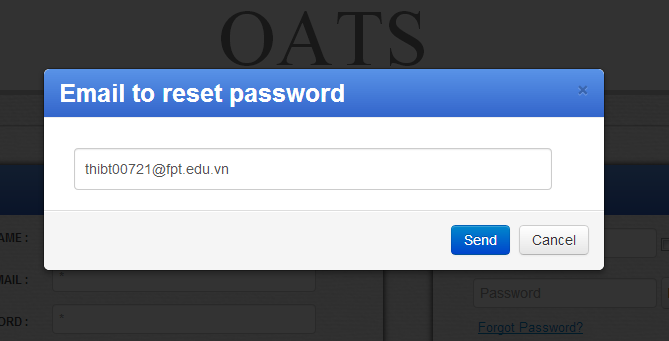 OATS
Email to reset password
×
thibt00721@fpt.edu.vn
Send Cancel
AME :
MAIL : *
Password
ORD : *
Forgot Password?